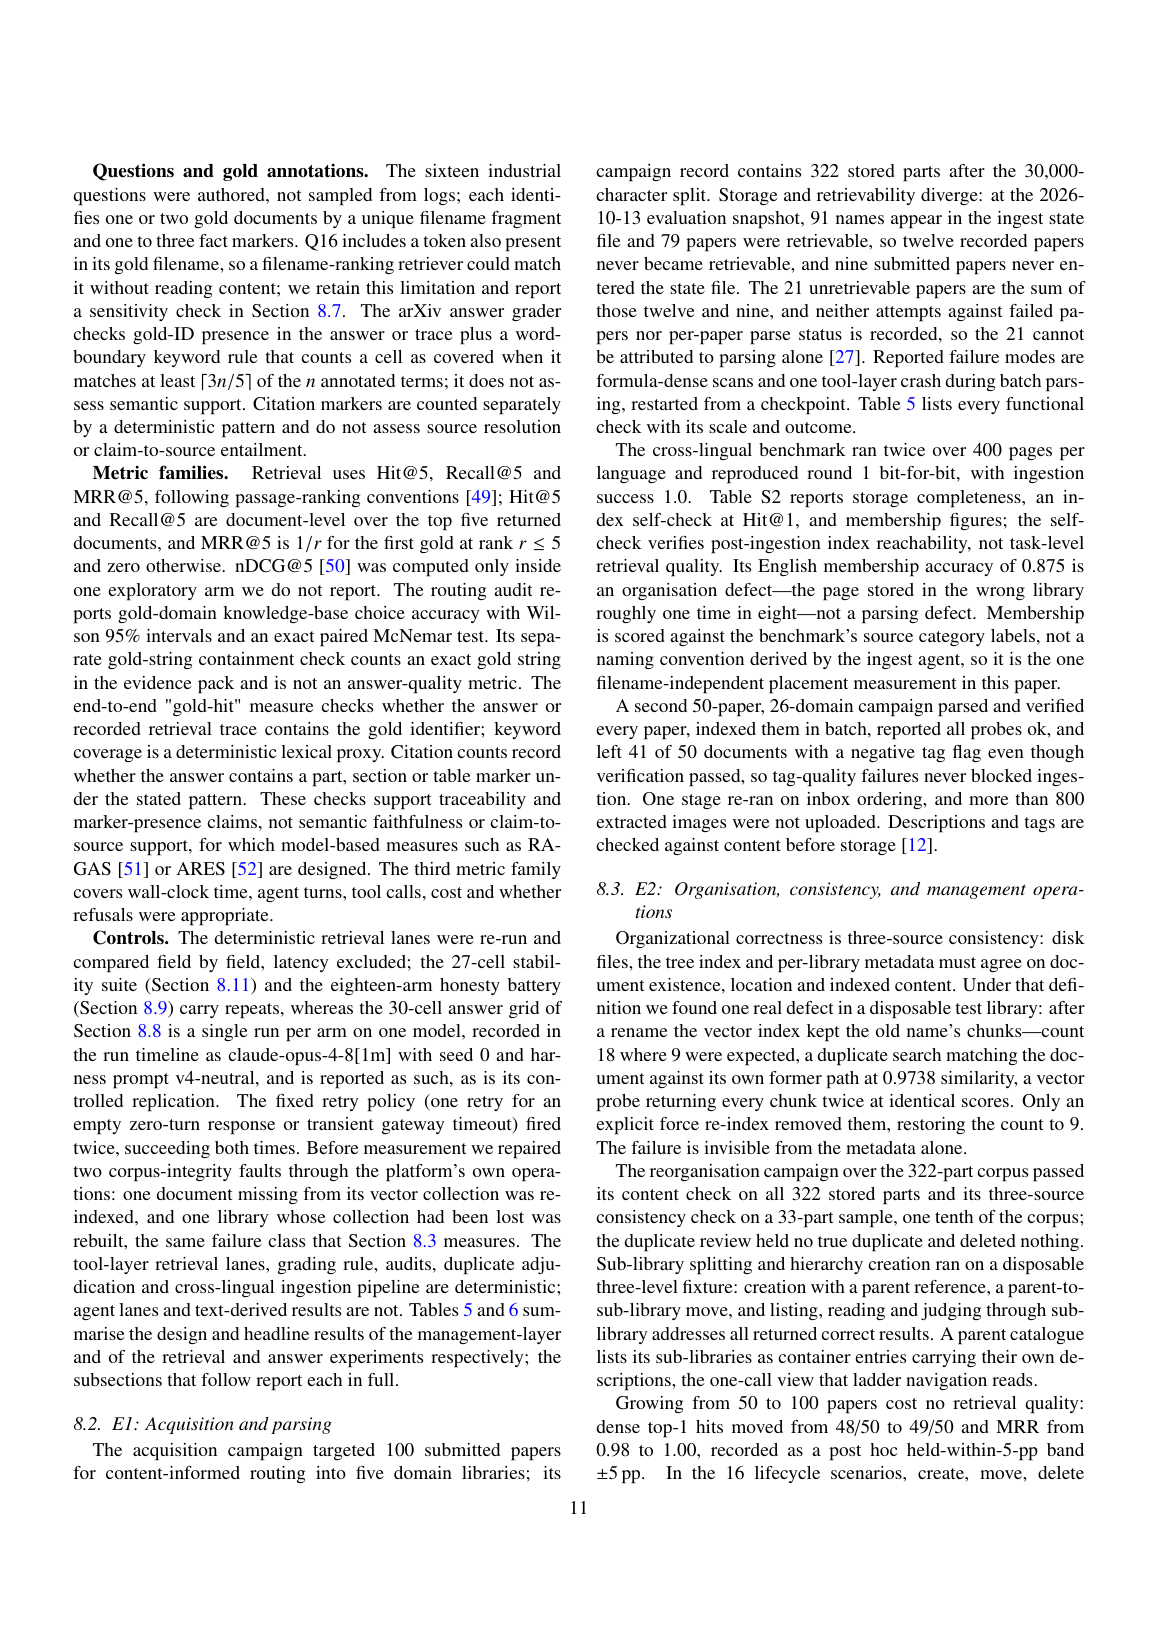 Questions and gold annotations. The sixteen industrial
questions were authored, not sampled from logs; each identi-
fies one or two gold documents by a unique filename fragment
and one to three fact markers. Q16 includes a token also present
in its gold filename, so a filename-ranking retriever could match
it without reading content; we retain this limitation and report
a sensitivity check in Section 8.7. The arXiv answer grader
checks gold-ID presence in the answer or trace plus a word-
boundary keyword rule that counts a cell as covered when it
matches at least ⌈3n/5⌉ of the n annotated terms; it does not as-
sess semantic support. Citation markers are counted separately
by a deterministic pattern and do not assess source resolution
or claim-to-source entailment.
Metric families. Retrieval uses Hit@5, Recall@5 and
MRR@5, following passage-ranking conventions [49]; Hit@5
and Recall@5 are document-level over the top five returned
documents, and MRR@5 is 1/r for the first gold at rank r ≤ 5
and zero otherwise. nDCG@5 [50] was computed only inside
one exploratory arm we do not report. The routing audit re-
ports gold-domain knowledge-base choice accuracy with Wil-
son 95% intervals and an exact paired McNemar test. Its sepa-
rate gold-string containment check counts an exact gold string
in the evidence pack and is not an answer-quality metric. The
end-to-end "gold-hit" measure checks whether the answer or
recorded retrieval trace contains the gold identifier; keyword
coverage is a deterministic lexical proxy. Citation counts record
whether the answer contains a part, section or table marker un-
der the stated pattern. These checks support traceability and
marker-presence claims, not semantic faithfulness or claim-to-
source support, for which model-based measures such as RA-
GAS [51] or ARES [52] are designed. The third metric family
covers wall-clock time, agent turns, tool calls, cost and whether
refusals were appropriate.
Controls. The deterministic retrieval lanes were re-run and
compared field by field, latency excluded; the 27-cell stabil-
ity suite (Section 8.11) and the eighteen-arm honesty battery
(Section 8.9) carry repeats, whereas the 30-cell answer grid of
Section 8.8 is a single run per arm on one model, recorded in
the run timeline as claude-opus-4-8[1m] with seed 0 and har-
ness prompt v4-neutral, and is reported as such, as is its con-
trolled replication. The fixed retry policy (one retry for an
empty zero-turn response or transient gateway timeout) fired
twice, succeeding both times. Before measurement we repaired
two corpus-integrity faults through the platform's own opera-
tions: one document missing from its vector collection was re-
indexed, and one library whose collection had been lost was
rebuilt, the same failure class that Section 8.3 measures. The
tool-layer retrieval lanes, grading rule, audits, duplicate adju-
dication and cross-lingual ingestion pipeline are deterministic;
agent lanes and text-derived results are not. Tables 5 and 6 sum-
marise the design and headline results of the management-layer
and of the retrieval and answer experiments respectively; the
subsections that follow report each in full.
8.2. E1: Acquisition and parsing
The acquisition campaign targeted 100 submitted papers
for content-informed routing into five domain libraries; its
campaign record contains 322 stored parts after the 30,000-
character split. Storage and retrievability diverge: at the 2026-
10-13 evaluation snapshot, 91 names appear in the ingest state
file and 79 papers were retrievable, so twelve recorded papers
never became retrievable, and nine submitted papers never en-
tered the state file. The 21 unretrievable papers are the sum of
those twelve and nine, and neither attempts against failed pa-
pers nor per-paper parse status is recorded, so the 21 cannot
be attributed to parsing alone [27]. Reported failure modes are
formula-dense scans and one tool-layer crash during batch pars-
ing, restarted from a checkpoint. Table 5 lists every functional
check with its scale and outcome.
The cross-lingual benchmark ran twice over 400 pages per
language and reproduced round 1 bit-for-bit, with ingestion
success 1.0. Table S2 reports storage completeness, an in-
dex self-check at Hit@1, and membership figures; the self-
check verifies post-ingestion index reachability, not task-level
retrieval quality. Its English membership accuracy of 0.875 is
an organisation defect—the page stored in the wrong library
roughly one time in eight—not a parsing defect. Membership
is scored against the benchmark's source category labels, not a
naming convention derived by the ingest agent, so it is the one
filename-independent placement measurement in this paper.
A second 50-paper, 26-domain campaign parsed and verified
every paper, indexed them in batch, reported all probes ok, and
left 41 of 50 documents with a negative tag flag even though
verification passed, so tag-quality failures never blocked inges-
tion. One stage re-ran on inbox ordering, and more than 800
extracted images were not uploaded. Descriptions and tags are
checked against content before storage [12].
8.3. E2: Organisation, consistency, and management opera-
tions
Organizational correctness is three-source consistency: disk
files, the tree index and per-library metadata must agree on doc-
ument existence, location and indexed content. Under that defi-
nition we found one real defect in a disposable test library: after
a rename the vector index kept the old name's chunks—count
18 where 9 were expected, a duplicate search matching the doc-
ument against its own former path at 0.9738 similarity, a vector
probe returning every chunk twice at identical scores. Only an
explicit force re-index removed them, restoring the count to 9.
The failure is invisible from the metadata alone.
The reorganisation campaign over the 322-part corpus passed
its content check on all 322 stored parts and its three-source
consistency check on a 33-part sample, one tenth of the corpus;
the duplicate review held no true duplicate and deleted nothing.
Sub-library splitting and hierarchy creation ran on a disposable
three-level fixture: creation with a parent reference, a parent-to-
sub-library move, and listing, reading and judging through sub-
library addresses all returned correct results. A parent catalogue
lists its sub-libraries as container entries carrying their own de-
scriptions, the one-call view that ladder navigation reads.
Growing from 50 to 100 papers cost no retrieval quality:
dense top-1 hits moved from 48/50 to 49/50 and MRR from
0.98 to 1.00, recorded as a post hoc held-within-5-pp band
±5 pp. In the 16 lifecycle scenarios, create, move, delete
11